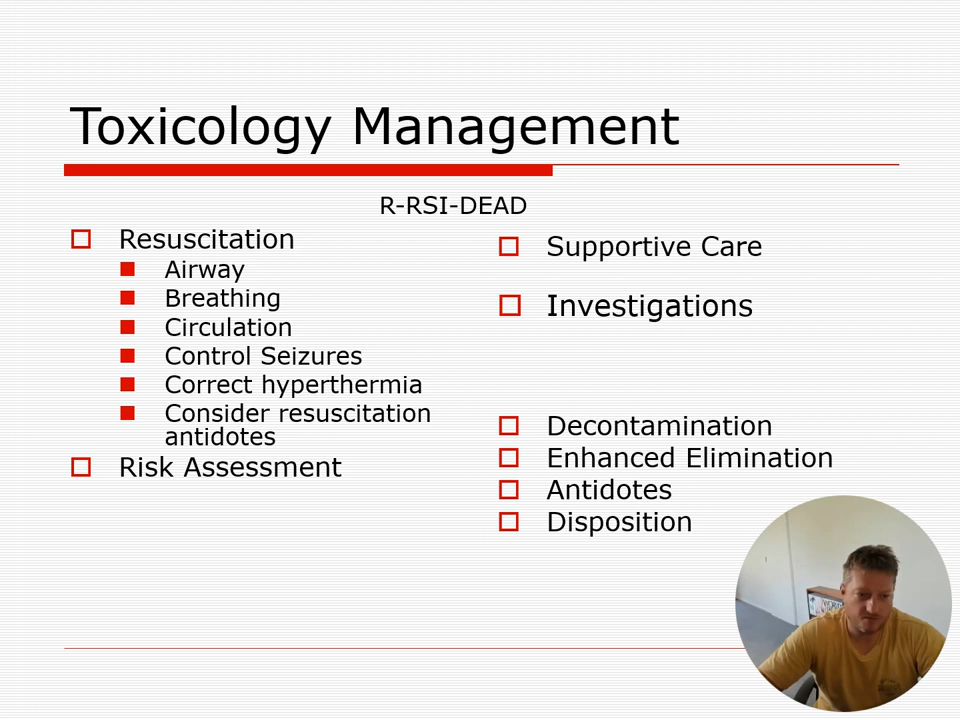 Toxicology Management
R-RSI-DEAD
Resuscitation
Airway
Breathing
Circulation
Control Seizures
Correct hyperthermia
Consider resuscitation
antidotes
Risk Assessment
Supportive Care
Investigations
Decontamination
Enhanced Elimination
Antidotes
Disposition